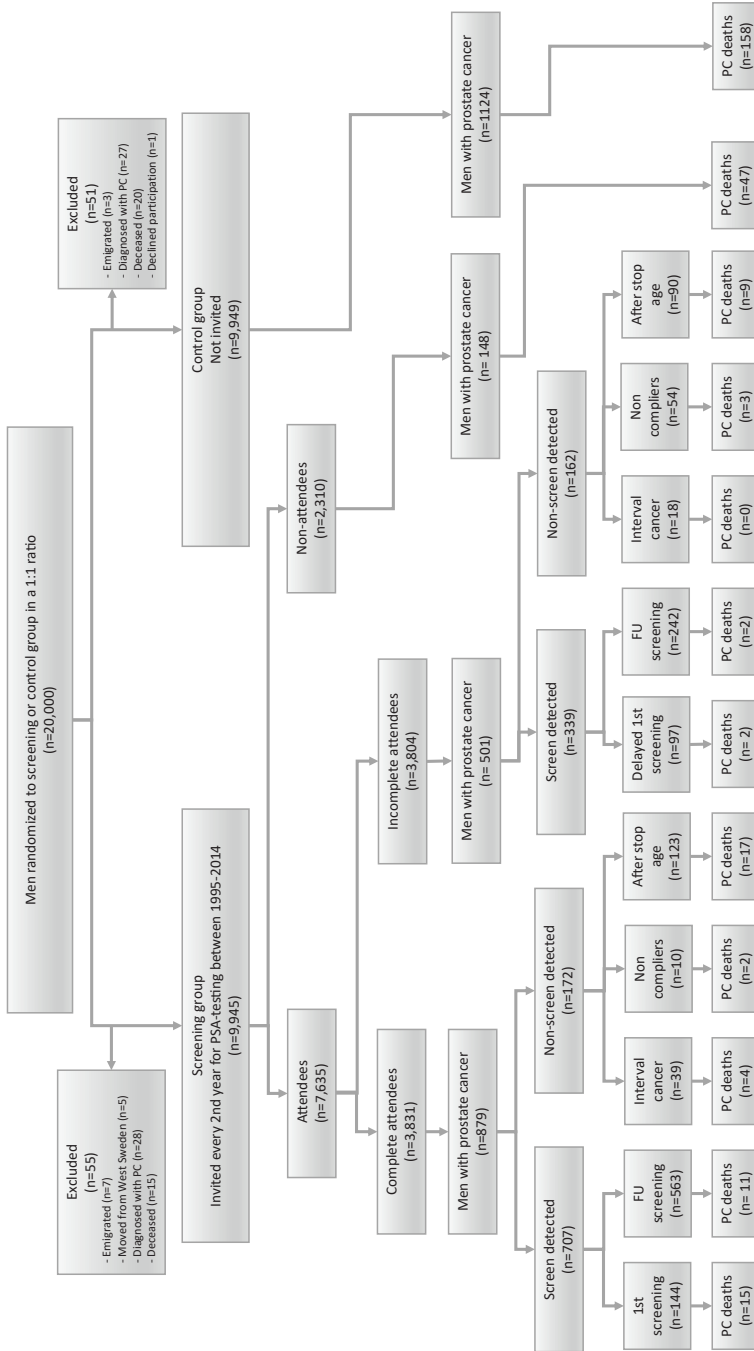 Men randomized to screening or control group in a 1:1 ratio
(n=20,000)
Excluded
(n=55)
- Emigrated (n=7)
- Moved from West Sweden (n=5)
- Diagnosed with PC (n=28)
- Deceased (n=15)
Excluded
(n=51)
- Emigrated (n=3)
- Diagnosed with PC (n=27)
- Deceased (n=20)
- Declined participation (n=1)
Screening group
Invited every 2nd year for PSA-testing between 1995-2014
(n=9,945)
Control group
Not invited
(n=9,949)
Attendees
(n=7,635)
Non-attendees
(n=2,310)
Complete attendees
(n=3,831)
Incomplete attendees
(n=3,804)
Men with prostate cancer
(n=879)
Men with prostate cancer
(n= 501)
Men with prostate cancer
(n= 148)
Men with prostate cancer
(n=1124)
Screen detected
(n=707)
Non-screen detected
(n=172)
Screen detected
(n=339)
Non-screen detected
(n=162)
1st
screening
(n=144)
FU
screening
(n=563)
Interval
cancer
(n=39)
Non
compliers
(n=10)
After stop
age
(n=123)
Delayed 1st
screening
(n=97)
FU
screening
(n=242)
Interval
cancer
(n=18)
Non
compliers
(n=54)
After stop
age
(n=90)
PC deaths
(n=15)
PC deaths
(n= 11)
PC deaths
(n=4)
PC deaths
(n=2)
PC deaths
(n=17)
PC deaths
(n= 2)
PC deaths
(n=2)
PC deaths
(n=0)
PC deaths
(n=3)
PC deaths
(n=9)
PC deaths
(n=47)
PC deaths
(n=158)